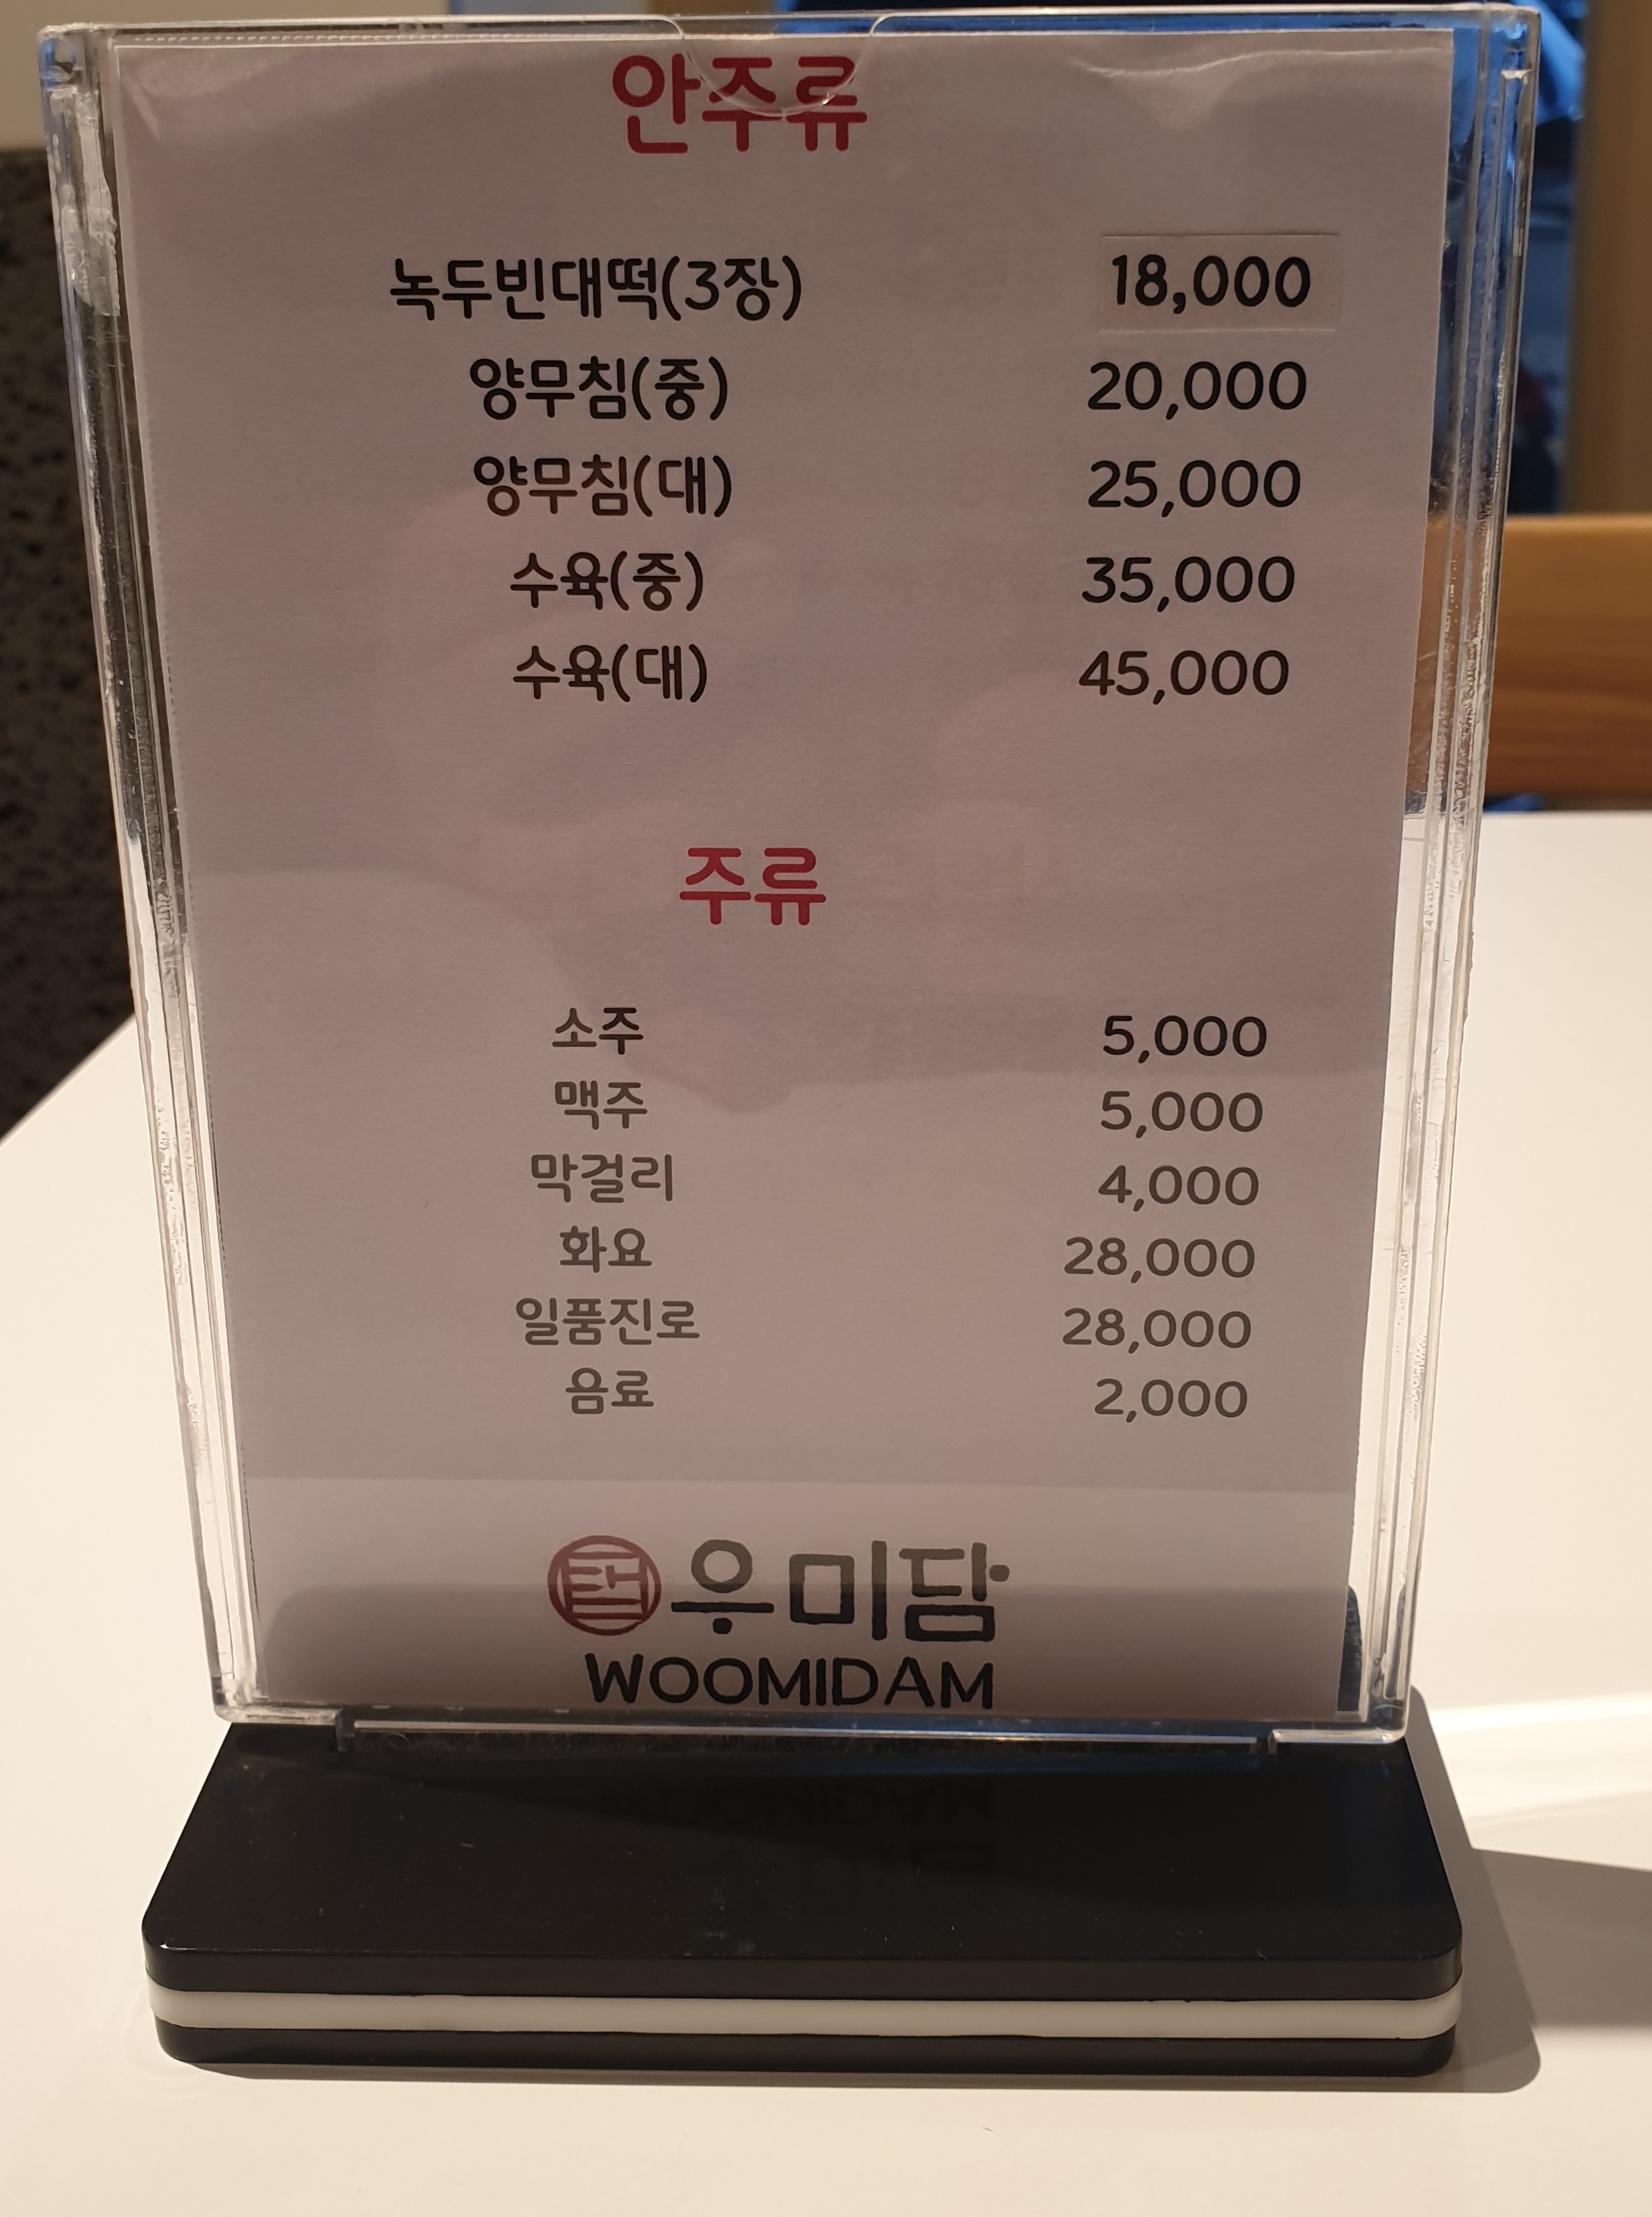 안주류
녹두빈대떡(3장) 18,000
양무침(중) 20,000
양무침(대) 25,000
수육(중) 35,000
수육(대) 45,000
주류
소주 5,000
맥주 5,000
막걸리 4,000
화요 28,000
일품진로 28,000
음료 2,000
우미담
WOOMIDAM